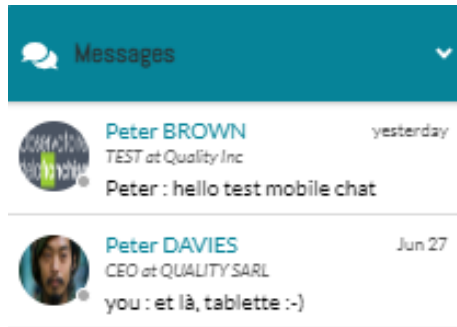 Messages
Peter BROWN yesterday
TEST at Quality Inc
Peter : hello test mobile chat
Peter DAVIES Jun 27
CEO at QUALITY SARL
you : et là, tablette :-)